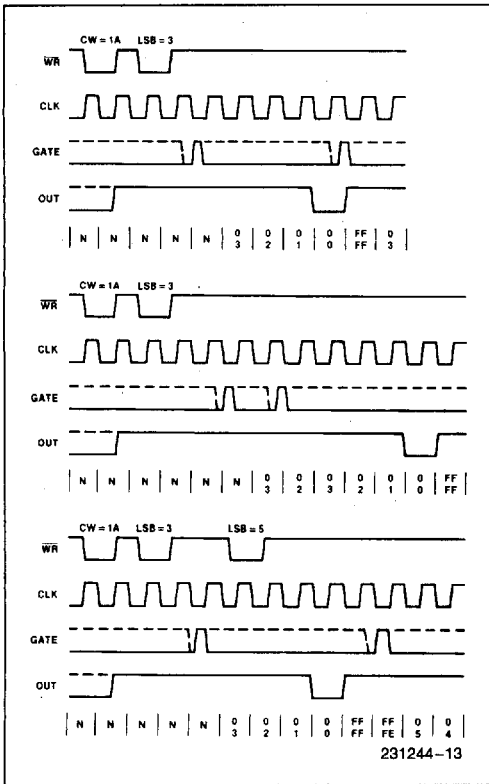 CW = 1A LSB = 3
WR
CLK
GATE
OUT
N N N N N 0 0 0 0 FF 0
3 2 1 0 FF 3
CW = 1A LSB = 3
WR
CLK
GATE
OUT
N N N N N N 0 0 0 0 0 0 FF
3 2 3 2 1 0 FF
CW = 1A LSB = 3 LSB = 5
WR
CLK
GATE
OUT
N N N N N 0 0 0 0 FF FF 0 0
3 2 1 0 FF FE 5 4
231244-13